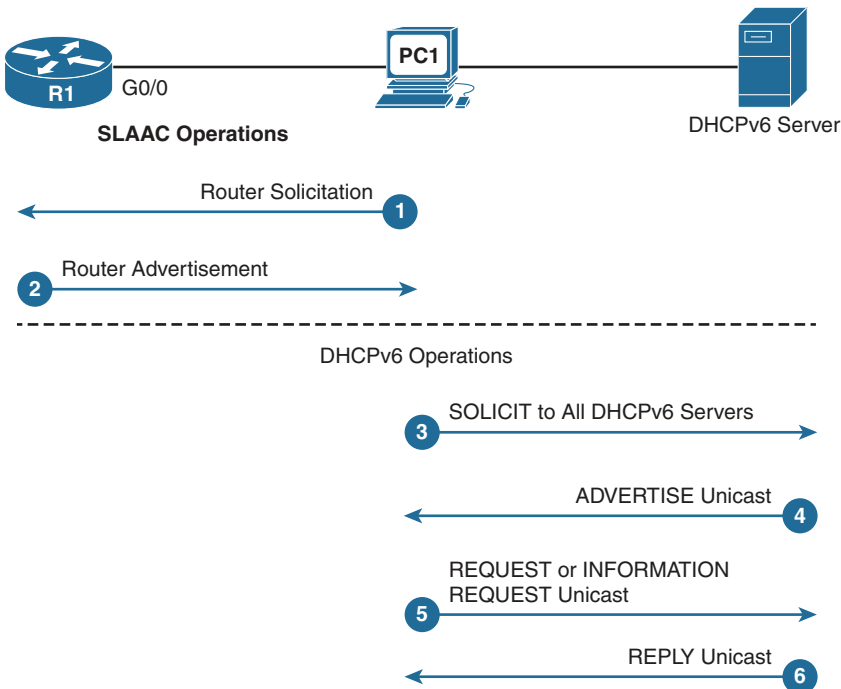 PC1
R1
G0/0
DHCPv6 Server
SLAAC Operations
Router Solicitation
1
Router Advertisement
2
DHCPv6 Operations
SOLICIT to All DHCPv6 Servers
3
ADVERTISE Unicast
4
REQUEST or INFORMATION
REQUEST Unicast
5
REPLY Unicast
6